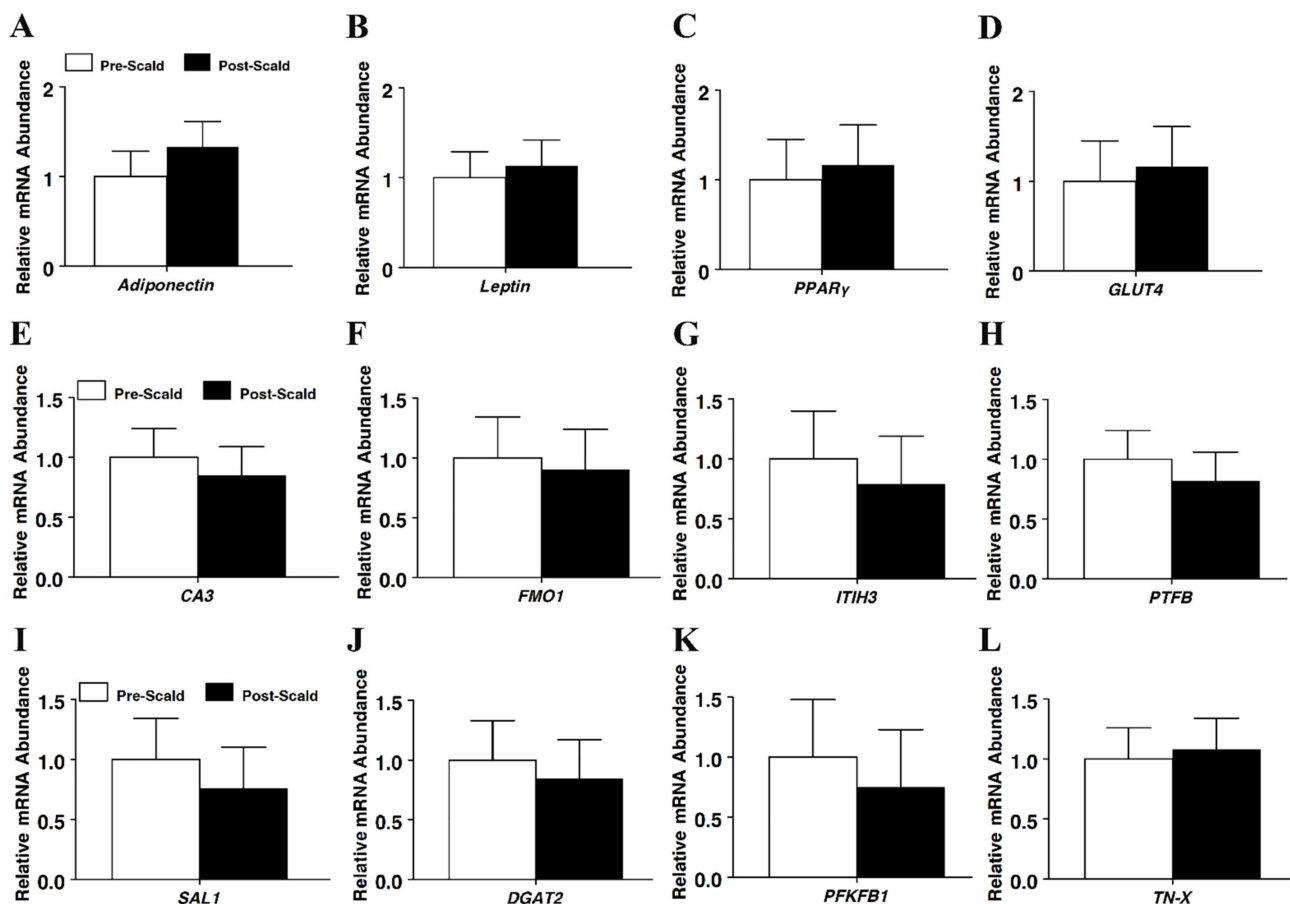 A
B
C
D
Pre-Scald
Post-Scald
Relative mRNA Abundance
2
1
0
Adiponectin
Relative mRNA Abundance
2
1
0
Leptin
Relative mRNA Abundance
2
1
0
PPARγ
Relative mRNA Abundance
2
1
0
GLUT4
E
F
G
H
Pre-Scald
Post-Scald
Relative mRNA Abundance
1.5
1.0
0.5
0.0
CA3
Relative mRNA Abundance
1.5
1.0
0.5
0.0
FMO1
Relative mRNA Abundance
1.5
1.0
0.5
0.0
ITIH3
Relative mRNA Abundance
1.5
1.0
0.5
0.0
PTFB
I
J
K
L
Pre-Scald
Post-Scald
Relative mRNA Abundance
1.5
1.0
0.5
0.0
SAL1
Relative mRNA Abundance
1.5
1.0
0.5
0.0
DGAT2
Relative mRNA Abundance
1.5
1.0
0.5
0.0
PFKFB1
Relative mRNA Abundance
1.5
1.0
0.5
0.0
TN-X